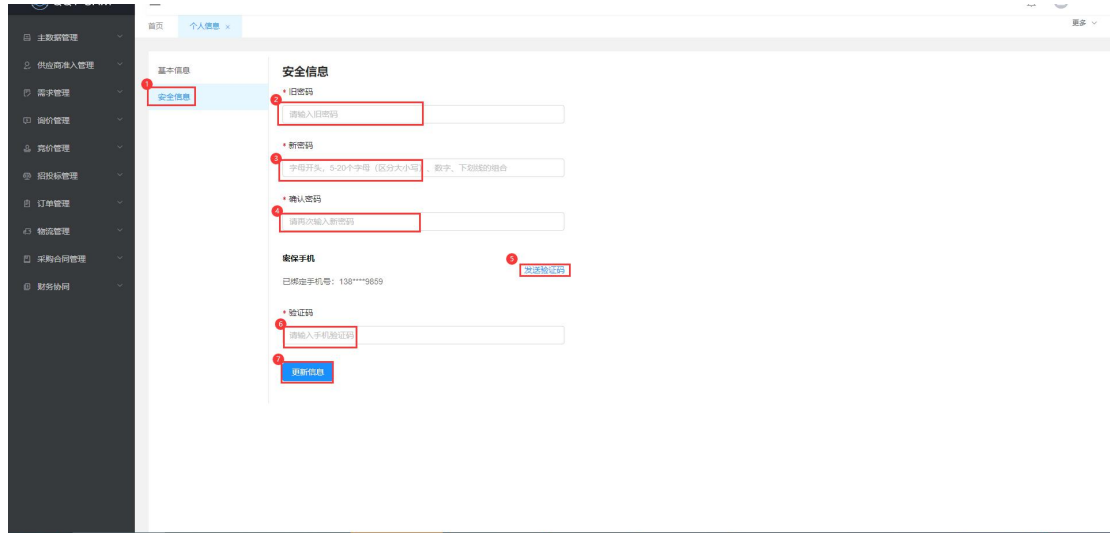 首页
个人信息 ×
更多
主数据管理
供应商准入管理
需求管理
询价管理
竞价管理
招投标管理
订单管理
物流管理
采购合同管理
财务协同
基本信息
1
安全信息
安全信息
* 旧密码
2
请输入旧密码
* 新密码
3
字母开头，5-20个字母（区分大小写）、数字、下划线的组合
* 确认密码
4
请再次输入新密码
密保手机
5
发送验证码
已绑定手机号：138****9859
* 验证码
6
请输入手机验证码
7
更新信息